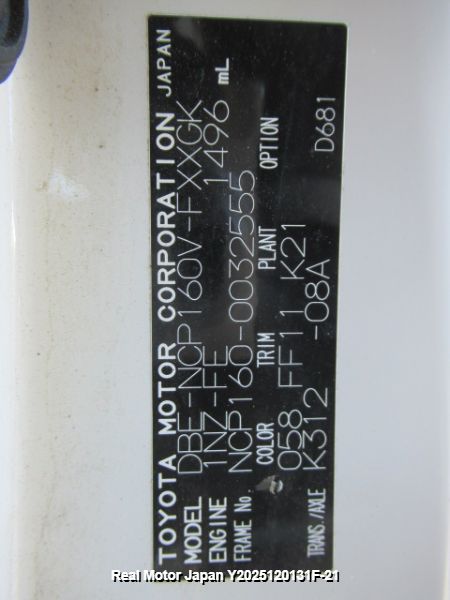 TOYOTA MOTOR CORPORATION JAPAN
MODEL DBE-NCP160V-FXXGK
ENGINE 1NZ-FE 1496 mL
FRAME No. NCP160-0032555
COLOR TRIM PLANT OPTION
058 FF11 K21
TRANS./AXLE K312 -08A D681
Real Motor Japan Y2025120131F-21